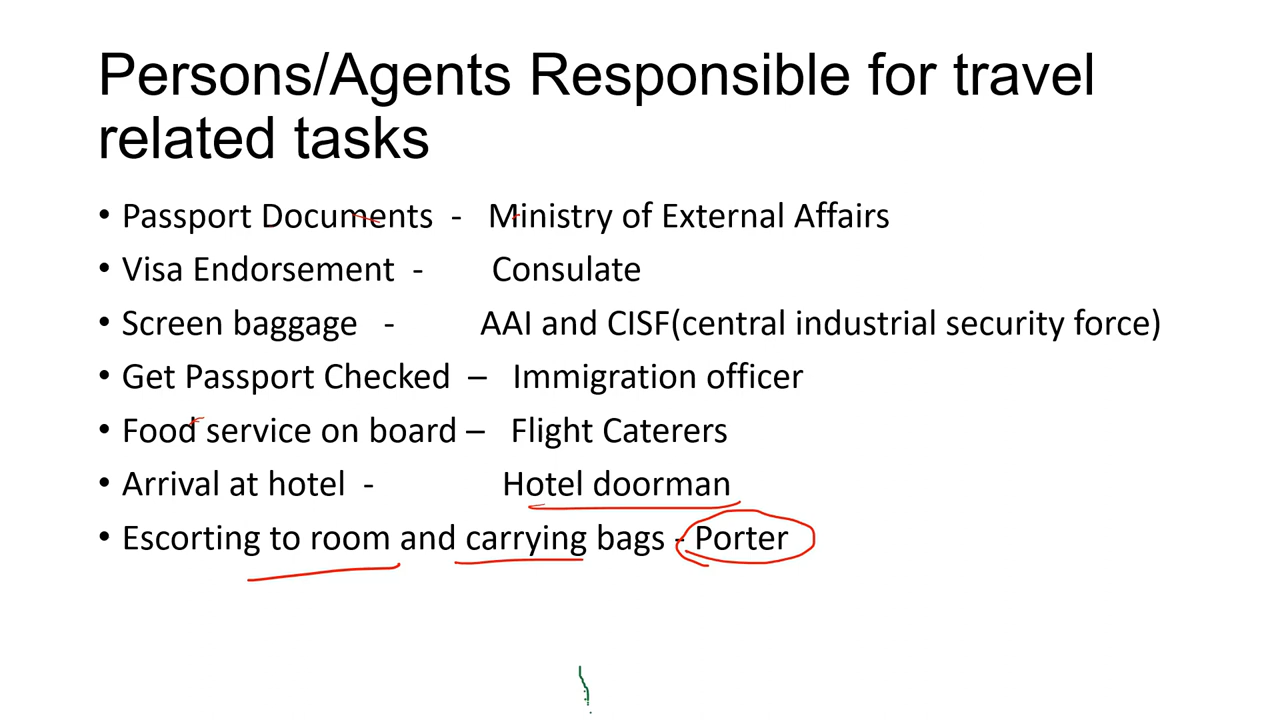 Persons/Agents Responsible for travel
related tasks
• Passport Documents - Ministry of External Affairs
• Visa Endorsement - Consulate
• Screen baggage - AAI and CISF(central industrial security force)
• Get Passport Checked – Immigration officer
• Food service on board – Flight Caterers
• Arrival at hotel - Hotel doorman
• Escorting to room and carrying bags - Porter